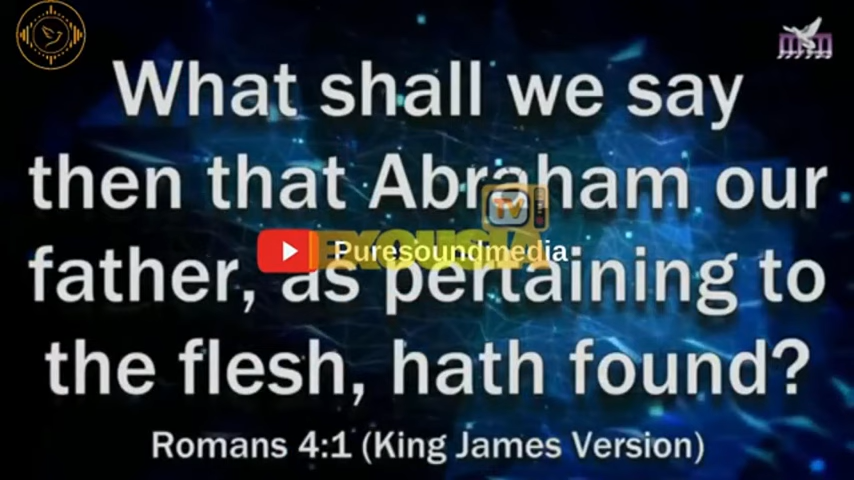 What shall we say
then that Abraham our
TV
father, as pertaining to
Puresoundmedia
the flesh, hath found?
Romans 4:1 (King James Version)